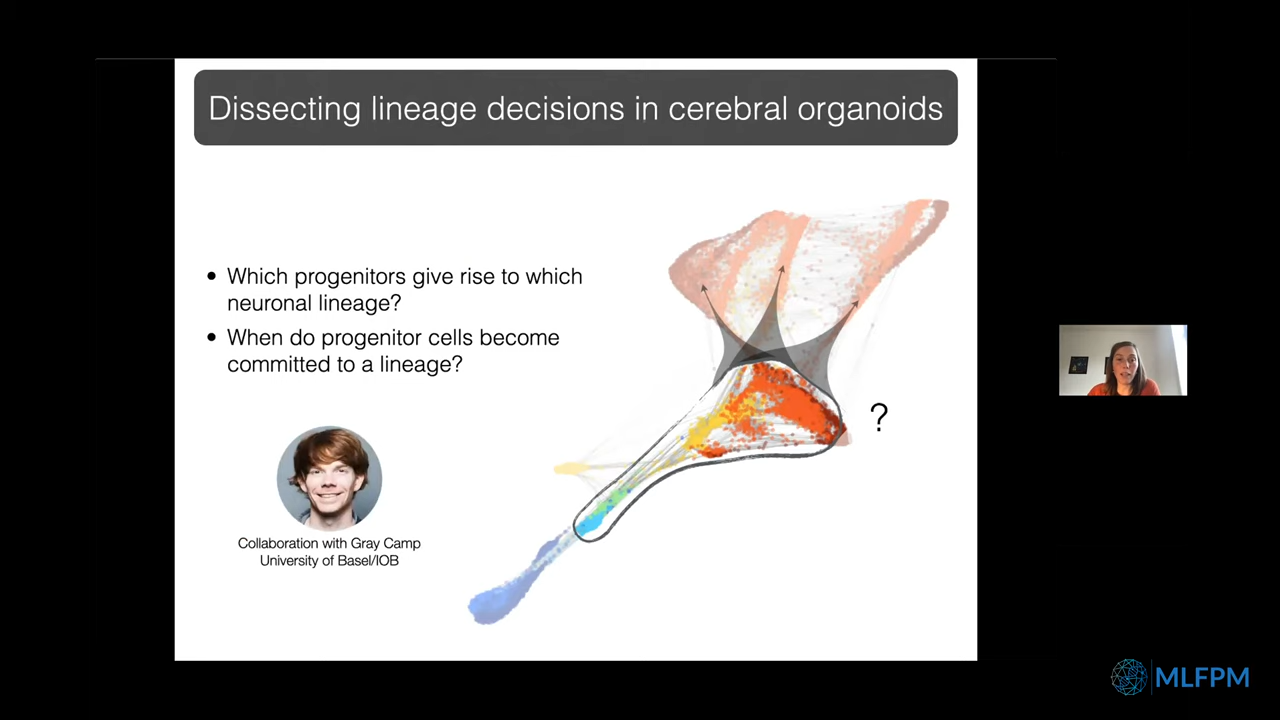 Dissecting lineage decisions in cerebral organoids
• Which progenitors give rise to which
neuronal lineage?
• When do progenitor cells become
committed to a lineage?
?
Collaboration with Gray Camp
University of Basel/IOB
MLFPM